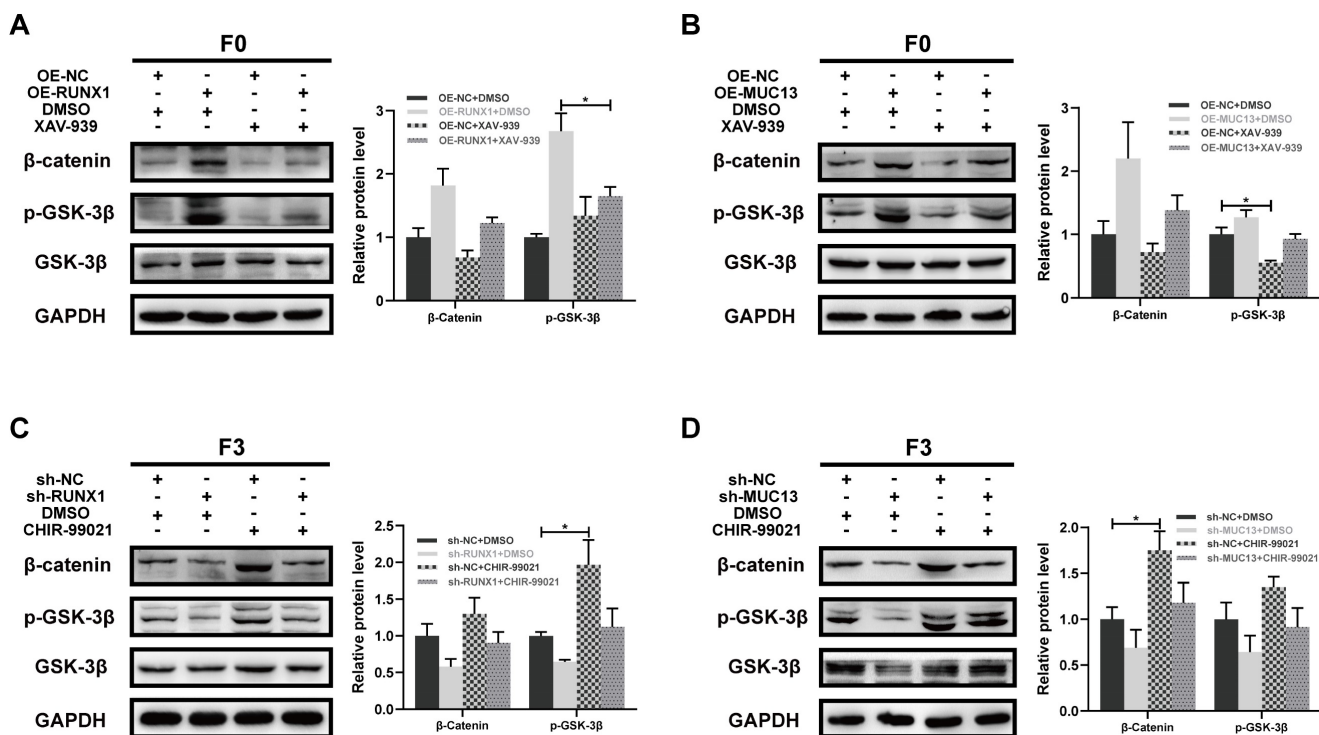 A
F0
OE-NC + - + -
OE-RUNX1 - + - +
DMSO + + - -
XAV-939 - - + +
β-catenin
p-GSK-3β
GSK-3β
GAPDH
Relative protein level
3
2
1
0
OE-NC+DMSO
OE-RUNX1+DMSO
OE-NC+XAV-939
OE-RUNX1+XAV-939
*
β-Catenin p-GSK-3β
B
F0
OE-NC + - + -
OE-MUC13 - + - +
DMSO + + - -
XAV-939 - - + +
β-catenin
p-GSK-3β
GSK-3β
GAPDH
Relative protein level
3
2
1
0
OE-NC+DMSO
OE-MUC13+DMSO
OE-NC+XAV-939
OE-MUC13+XAV-939
*
β-Catenin p-GSK-3β
C
F3
sh-NC + - + -
sh-RUNX1 - + - +
DMSO + + - -
CHIR-99021 - - + +
β-catenin
p-GSK-3β
GSK-3β
GAPDH
Relative protein level
2.5
2.0
1.5
1.0
0.5
0.0
sh-NC+DMSO
sh-RUNX1+DMSO
sh-NC+CHIR-99021
sh-RUNX1+CHIR-99021
*
β-Catenin p-GSK-3β
D
F3
sh-NC + - + -
sh-MUC13 - + - +
DMSO + + - -
CHIR-99021 - - + +
β-catenin
p-GSK-3β
GSK-3β
GAPDH
Relative protein level
2.0
1.5
1.0
0.5
0.0
sh-NC+DMSO
sh-MUC13+DMSO
sh-NC+CHIR-99021
sh-MUC13+CHIR-99021
*
β-Catenin p-GSK-3β